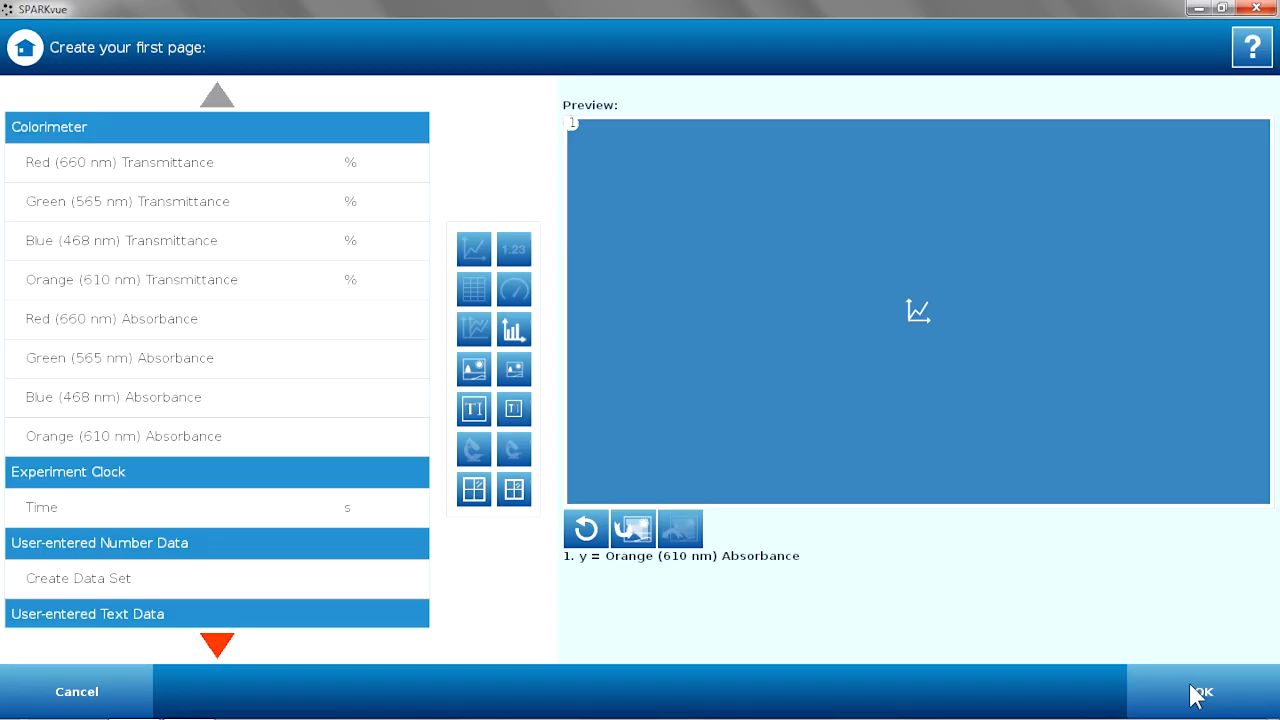 SPARKvue
Create your first page:
?
Preview:
1
Colorimeter
Red (660 nm) Transmittance %
Green (565 nm) Transmittance %
Blue (468 nm) Transmittance %
Orange (610 nm) Transmittance %
Red (660 nm) Absorbance
Green (565 nm) Absorbance
Blue (468 nm) Absorbance
Orange (610 nm) Absorbance
Experiment Clock
Time s
User-entered Number Data
Create Data Set
User-entered Text Data
1.23
TI
TI
1. y = Orange (610 nm) Absorbance
Cancel
OK